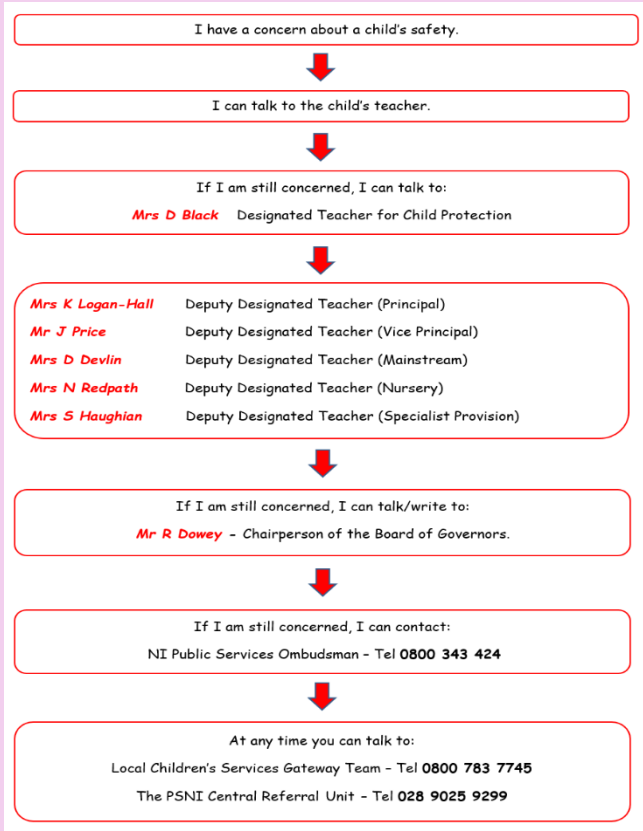 I have a concern about a child's safety.
I can talk to the child's teacher.
If I am still concerned, I can talk to:
Mrs D Black Designated Teacher for Child Protection
Mrs K Logan-Hall Deputy Designated Teacher (Principal)
Mr J Price Deputy Designated Teacher (Vice Principal)
Mrs D Devlin Deputy Designated Teacher (Mainstream)
Mrs N Redpath Deputy Designated Teacher (Nursery)
Mrs S Haughian Deputy Designated Teacher (Specialist Provision)
If I am still concerned, I can talk/write to:
Mr R Dowey - Chairperson of the Board of Governors.
If I am still concerned, I can contact:
NI Public Services Ombudsman – Tel 0800 343 424
At any time you can talk to:
Local Children's Services Gateway Team – Tel 0800 783 7745
The PSNI Central Referral Unit – Tel 028 9025 9299